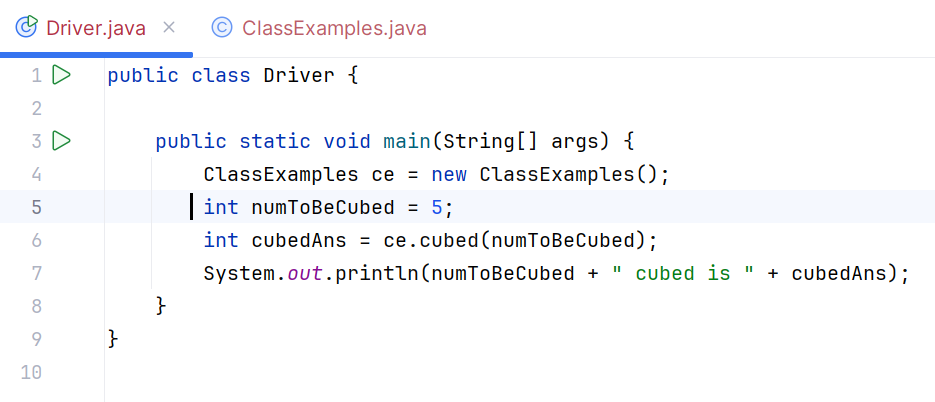 Driver.java × ClassExamples.java
1 public class Driver {
2
3     public static void main(String[] args) {
4         ClassExamples ce = new ClassExamples();
5         int numToBeCubed = 5;
6         int cubedAns = ce.cubed(numToBeCubed);
7         System.out.println(numToBeCubed + " cubed is " + cubedAns);
8     }
9 }
10